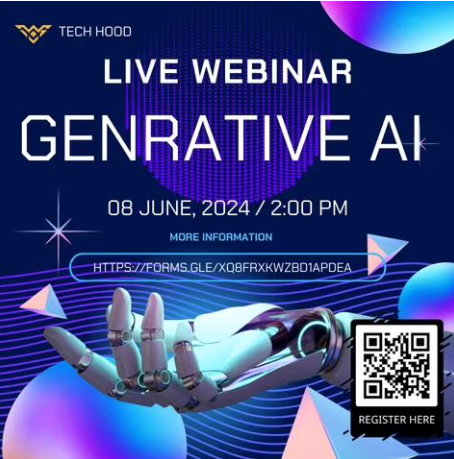 TECH HOOD
LIVE WEBINAR
GENRATIVE AI
08 JUNE, 2024 / 2:00 PM
MORE INFORMATION
HTTPS://FORMS.GLE/XQ8FRXKWZBD1APDEA
REGISTER HERE